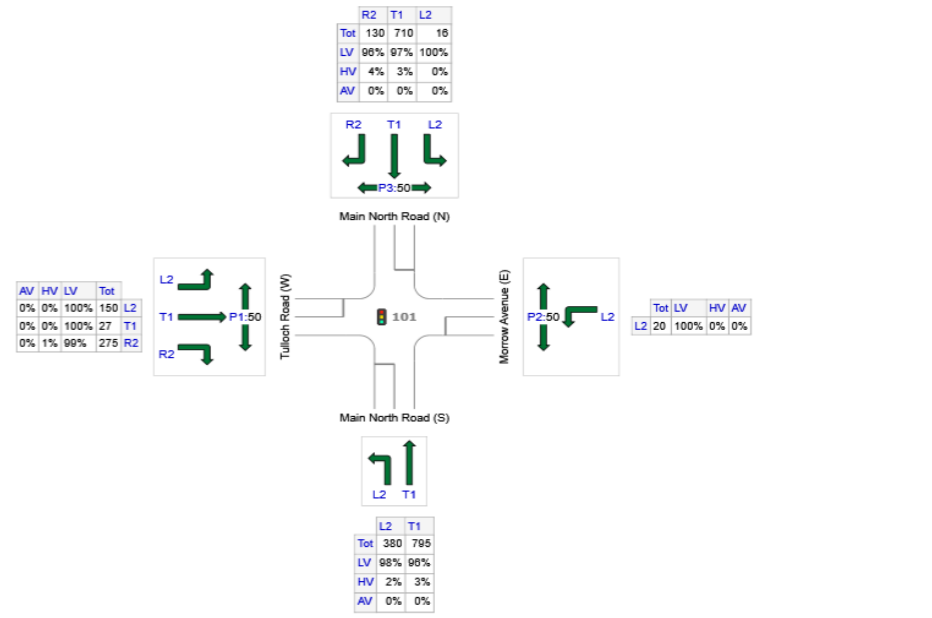 R2 T1 L2
Tot 130 710 16
LV 96% 97% 100%
HV 4% 3% 0%
AV 0% 0% 0%
R2 T1 L2
P3:50
Main North Road (N)
AV HV LV Tot
0% 0% 100% 150 L2
0% 0% 100% 27 T1
0% 1% 99% 275 R2
L2
T1
R2
P1:50
Tulloch Road (W)
101
Morrow Avenue (E)
P2:50
L2
Tot LV HV AV
L2 20 100% 0% 0%
Main North Road (S)
L2 T1
L2 T1
Tot 380 795
LV 98% 96%
HV 2% 3%
AV 0% 0%